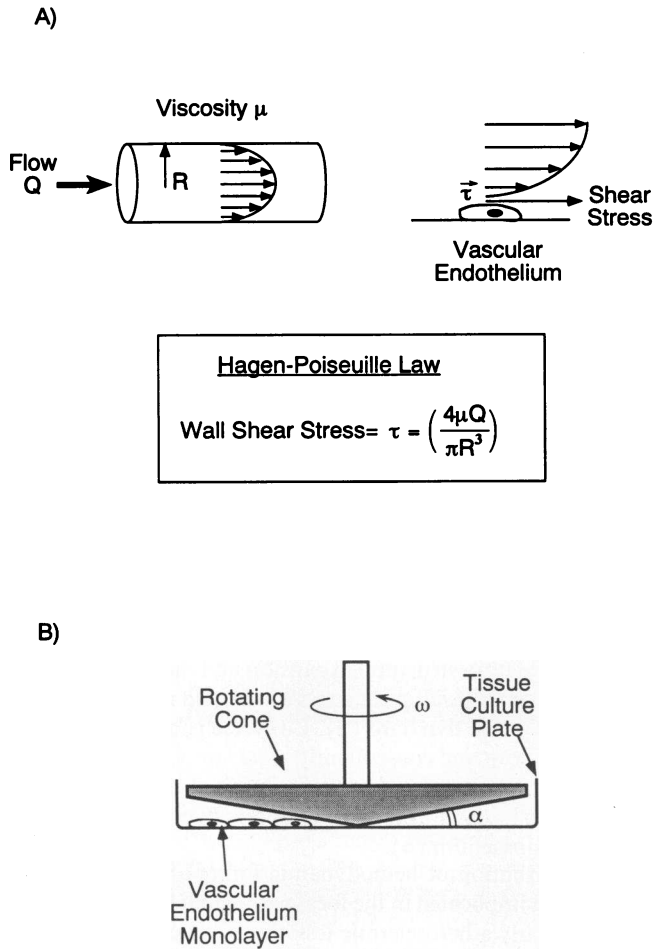 A)
Viscosity μ
Flow
Q
R
τ
Shear
Stress
Vascular
Endothelium
Hagen-Poiseuille Law
Wall Shear Stress= τ = (4μQ/πR³)
B)
Rotating
Cone
ω
Tissue
Culture
Plate
α
Vascular
Endothelium
Monolayer